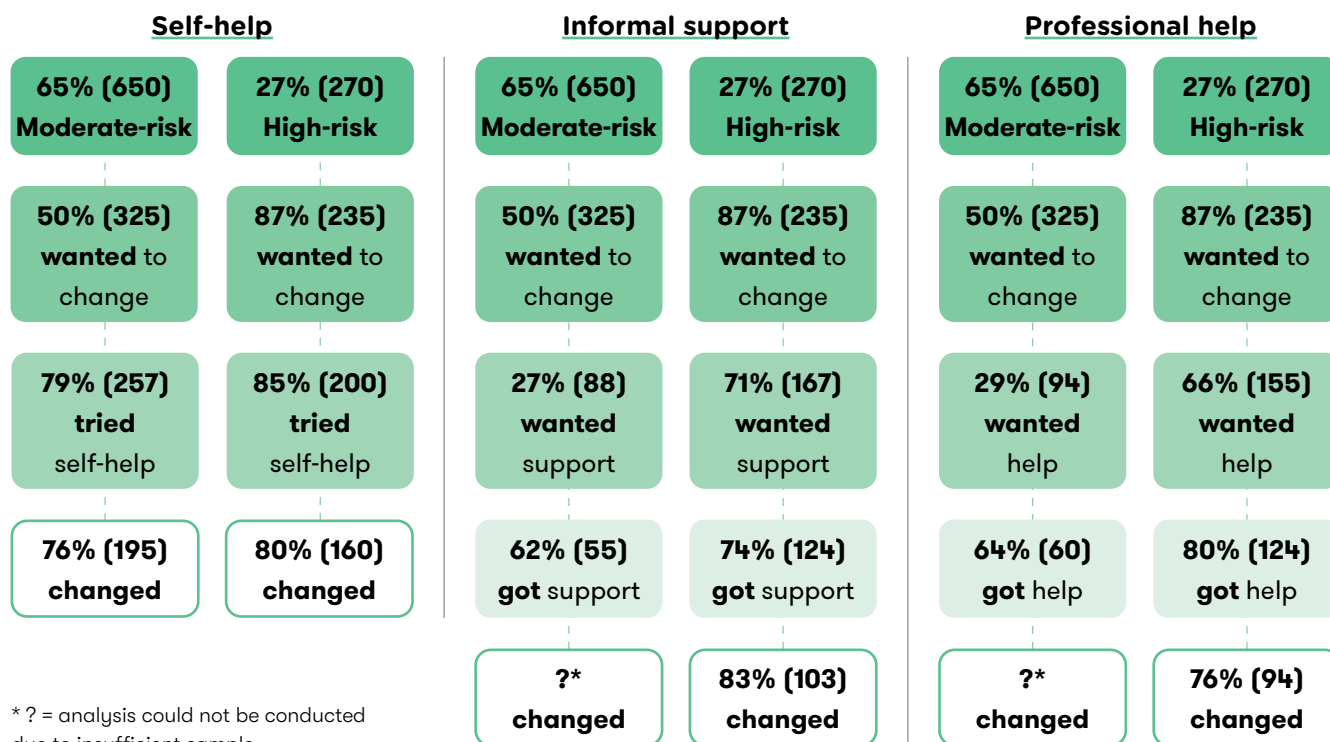 Self-help
65% (650)
Moderate-risk
27% (270)
High-risk
50% (325)
wanted to
change
87% (235)
wanted to
change
79% (257)
tried
self-help
85% (200)
tried
self-help
76% (195)
changed
80% (160)
changed
* ? = analysis could not be conducted
due to insufficient sample
Informal support
65% (650)
Moderate-risk
27% (270)
High-risk
50% (325)
wanted to
change
87% (235)
wanted to
change
27% (88)
wanted
support
71% (167)
wanted
support
62% (55)
got support
74% (124)
got support
?*
changed
83% (103)
changed
Professional help
65% (650)
Moderate-risk
27% (270)
High-risk
50% (325)
wanted to
change
87% (235)
wanted to
change
29% (94)
wanted
help
66% (155)
wanted
help
64% (60)
got help
80% (124)
got help
?*
changed
76% (94)
changed